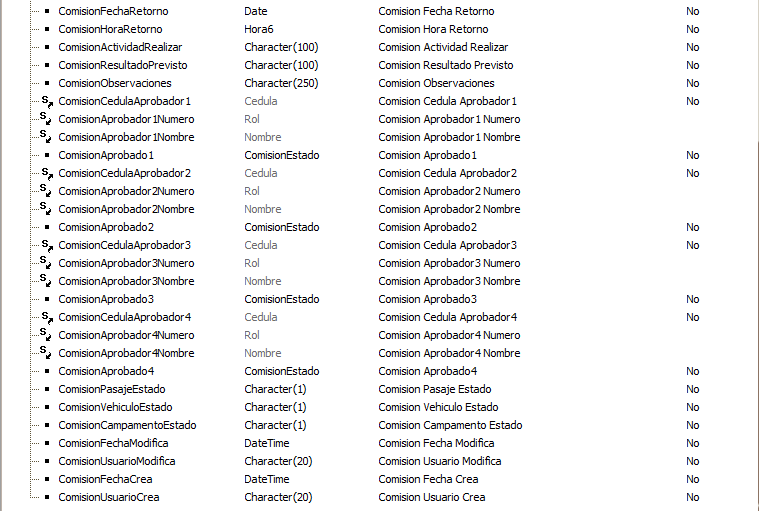 ComisionFechaRetorno Date Comision Fecha Retorno No
ComisionHoraRetorno Hora6 Comision Hora Retorno No
ComisionActividadRealizar Character(100) Comision Actividad Realizar No
ComisionResultadoPrevisto Character(100) Comision Resultado Previsto No
ComisionObservaciones Character(250) Comision Observaciones No
S ComisionCedulaAprobador1 Cedula Comision Cedula Aprobador1 No
S ComisionAprobador1Numero Rol Comision Aprobador1 Numero
S ComisionAprobador1Nombre Nombre Comision Aprobador1 Nombre
ComisionAprobado1 ComisionEstado Comision Aprobado1 No
S ComisionCedulaAprobador2 Cedula Comision Cedula Aprobador2 No
S ComisionAprobador2Numero Rol Comision Aprobador2 Numero
S ComisionAprobador2Nombre Nombre Comision Aprobador2 Nombre
ComisionAprobado2 ComisionEstado Comision Aprobado2 No
S ComisionCedulaAprobador3 Cedula Comision Cedula Aprobador3 No
S ComisionAprobador3Numero Rol Comision Aprobador3 Numero
S ComisionAprobador3Nombre Nombre Comision Aprobador3 Nombre
ComisionAprobado3 ComisionEstado Comision Aprobado3 No
S ComisionCedulaAprobador4 Cedula Comision Cedula Aprobador4 No
S ComisionAprobador4Numero Rol Comision Aprobador4 Numero
S ComisionAprobador4Nombre Nombre Comision Aprobador4 Nombre
ComisionAprobado4 ComisionEstado Comision Aprobado4 No
ComisionPasajeEstado Character(1) Comision Pasaje Estado No
ComisionVehiculoEstado Character(1) Comision Vehiculo Estado No
ComisionCampamentoEstado Character(1) Comision Campamento Estado No
ComisionFechaModifica DateTime Comision Fecha Modifica No
ComisionUsuarioModifica Character(20) Comision Usuario Modifica No
ComisionFechaCrea DateTime Comision Fecha Crea No
ComisionUsuarioCrea Character(20) Comision Usuario Crea No